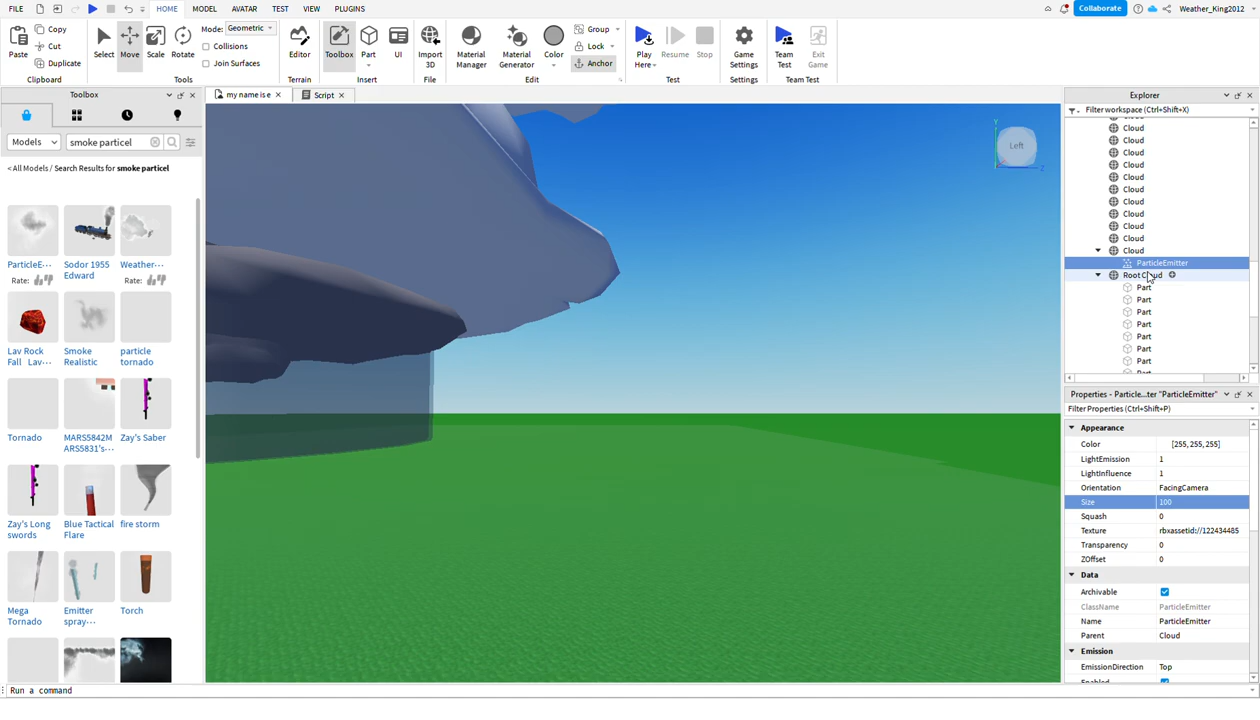 FILE HOME MODEL AVATAR TEST VIEW PLUGINS Collaborate Weather_King2012
Paste Copy Cut Duplicate Clipboard
Select Move Scale Rotate Mode: Geometric Collisions Join Surfaces Tools
Editor Terrain
Toolbox Part UI Insert
Import 3D File
Material Manager Material Generator Color Group Lock Anchor Edit
Play Here Resume Stop Test
Game Settings Settings
Team Test Exit Game Team Test
Toolbox
Models smoke particel
< All Models / Search Results for smoke particel
ParticleE··· Sodor 1955 Edward Weather-···
Rate: Rate:
Lav Rock Fall Lav··· Smoke Realistic particle tornado
Tornado MARS5842M ARS5831's-·· Zay's Saber
Zay's Long swords Blue Tactical Flare fire storm
Mega Tornado Emitter spray-·· Torch
my name is e Script
Left
Y
Z
Explorer
Filter workspace (Ctrl+Shift+X)
Cloud
Cloud
Cloud
Cloud
Cloud
Cloud
Cloud
Cloud
Cloud
Cloud
Cloud
ParticleEmitter
Root Cloud
Part
Part
Part
Part
Part
Part
Part
Properties - Particle...ter "ParticleEmitter"
Filter Properties (Ctrl+Shift+P)
Appearance
Color [255, 255, 255]
LightEmission 1
LightInfluence 1
Orientation FacingCamera
Size 100
Squash 0
Texture rbxassetid://122434485
Transparency 0
ZOffset 0
Data
Archivable
ClassName ParticleEmitter
Name ParticleEmitter
Parent Cloud
Emission
EmissionDirection Top
Enabled
Run a command